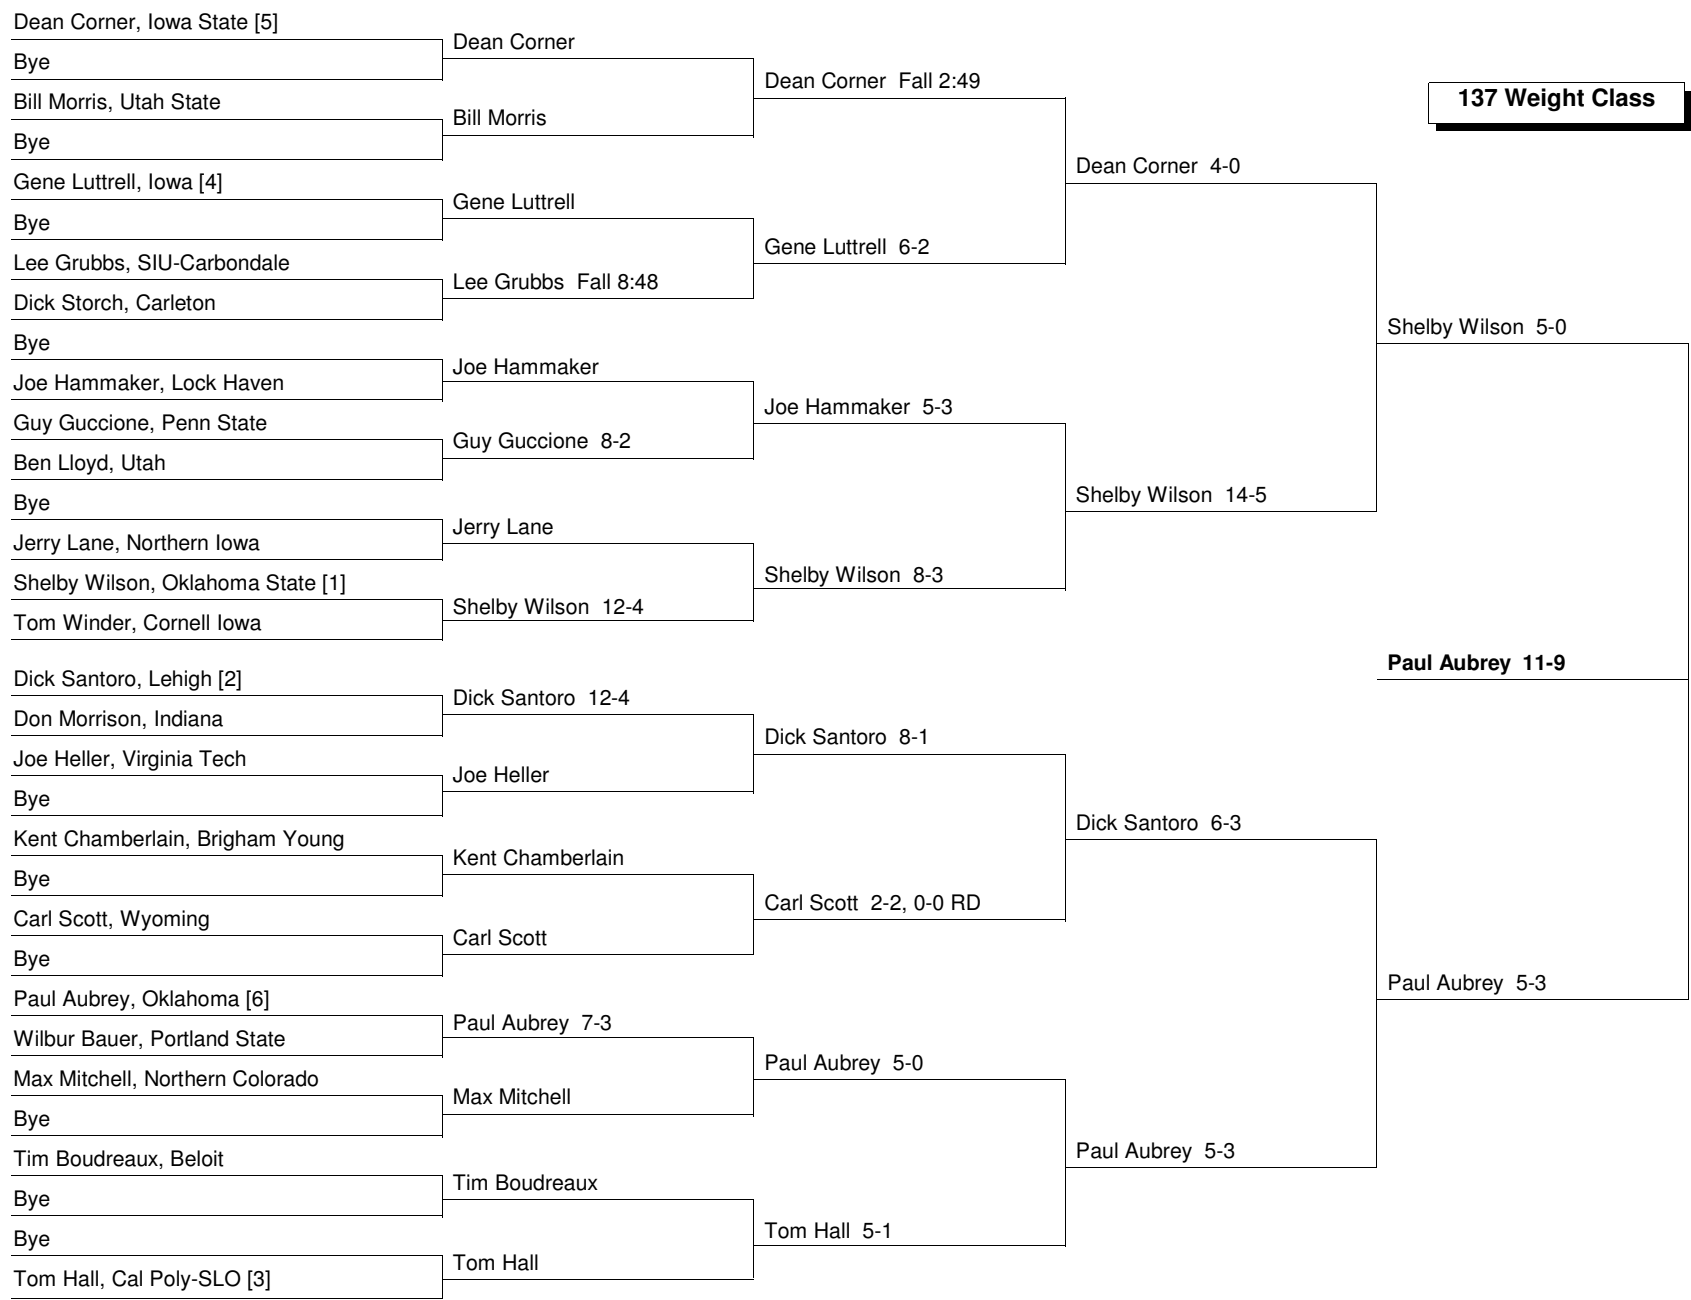 137 Weight Class
Dean Corner, Iowa State [5]
Bye
Bill Morris, Utah State
Bye
Gene Luttrell, Iowa [4]
Bye
Lee Grubbs, SIU-Carbondale
Dick Storch, Carleton
Bye
Joe Hammaker, Lock Haven
Guy Guccione, Penn State
Ben Lloyd, Utah
Bye
Jerry Lane, Northern Iowa
Shelby Wilson, Oklahoma State [1]
Tom Winder, Cornell Iowa
Dick Santoro, Lehigh [2]
Don Morrison, Indiana
Joe Heller, Virginia Tech
Bye
Kent Chamberlain, Brigham Young
Bye
Carl Scott, Wyoming
Bye
Paul Aubrey, Oklahoma [6]
Wilbur Bauer, Portland State
Max Mitchell, Northern Colorado
Bye
Tim Boudreaux, Beloit
Bye
Bye
Tom Hall, Cal Poly-SLO [3]
Dean Corner
Bill Morris
Gene Luttrell
Lee Grubbs  Fall 8:48
Joe Hammaker
Guy Guccione  8-2
Jerry Lane
Shelby Wilson  12-4
Dick Santoro  12-4
Joe Heller
Kent Chamberlain
Carl Scott
Paul Aubrey  7-3
Max Mitchell
Tim Boudreaux
Tom Hall
Dean Corner  Fall 2:49
Gene Luttrell  6-2
Joe Hammaker  5-3
Shelby Wilson  8-3
Dick Santoro  8-1
Carl Scott  2-2, 0-0 RD
Paul Aubrey  5-0
Tom Hall  5-1
Dean Corner  4-0
Shelby Wilson  14-5
Dick Santoro  6-3
Paul Aubrey  5-3
Shelby Wilson  5-0
Paul Aubrey  11-9
Paul Aubrey  5-3